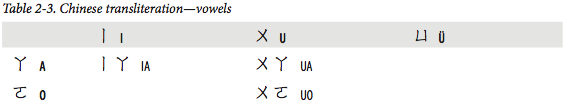 Table 2-3. Chinese transliteration—vowels
ㄧ I ㄨ U ㄩ Ü
ㄚ A ㄧㄚ IA ㄨㄚ UA
ㄛ O ㄨㄛ UO